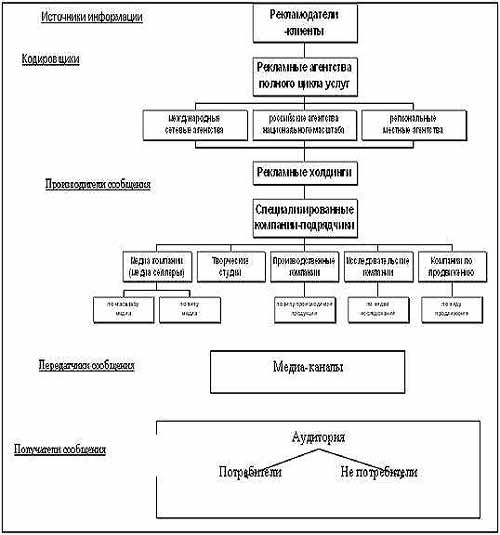 Источники информации
Рекламодатели
-клиенты
Кодировщики
Рекламные агентства
полного цикла услуг
международные
сетевые агентства
российские агентства
национального масштаба
региональные
местные агентства
Рекламные холдинги
Производители сообщения
Специализированные
компании-подрядчики
Медиа компании
(медиа селлеры)
Творческие
студии
Производственные
компании
Исследовательские
компании
Компании по
продвижению
по масштабу
медиа
по виду
медиа
по виду производимой
продукции
по видам
исследований
по виду
продвижения
Передатчики сообщения
Медиа-каналы
Получатели сообщения
Аудитория
Потребители
Не потребители